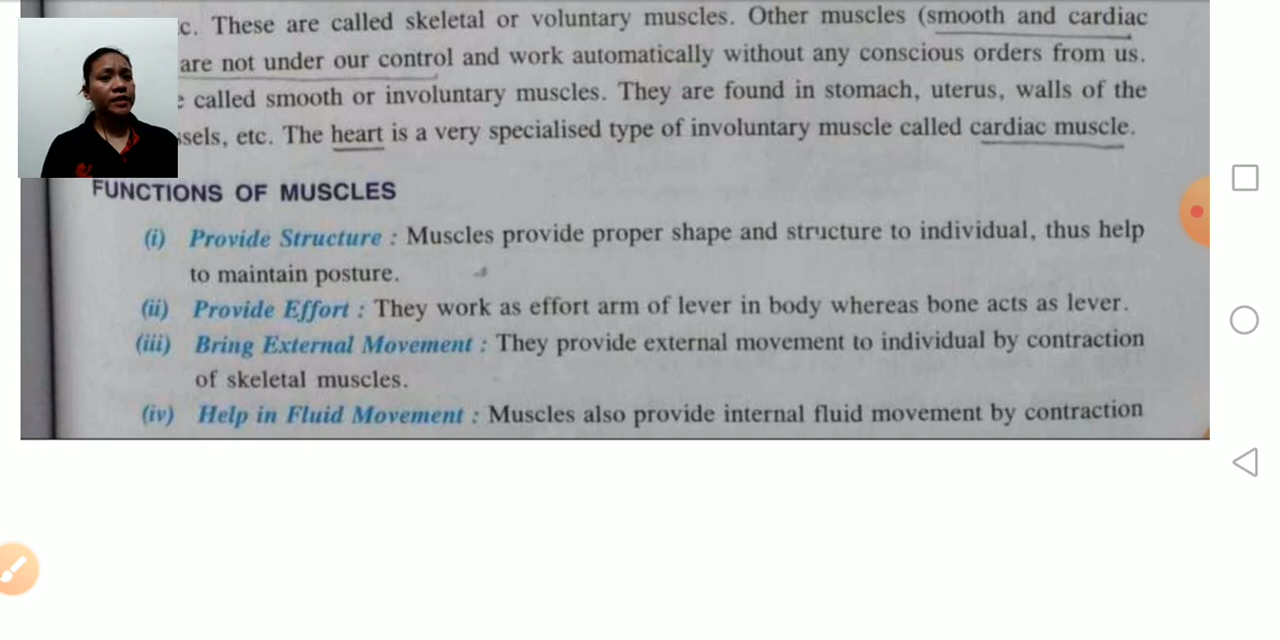 c. These are called skeletal or voluntary muscles. Other muscles (smooth and cardiac
are not under our control and work automatically without any conscious orders from us.
called smooth or involuntary muscles. They are found in stomach, uterus, walls of the
sels, etc. The heart is a very specialised type of involuntary muscle called cardiac muscle.
FUNCTIONS OF MUSCLES
(i) Provide Structure : Muscles provide proper shape and structure to individual, thus help
to maintain posture.
(ii) Provide Effort : They work as effort arm of lever in body whereas bone acts as lever.
(iii) Bring External Movement : They provide external movement to individual by contraction
of skeletal muscles.
(iv) Help in Fluid Movement : Muscles also provide internal fluid movement by contraction